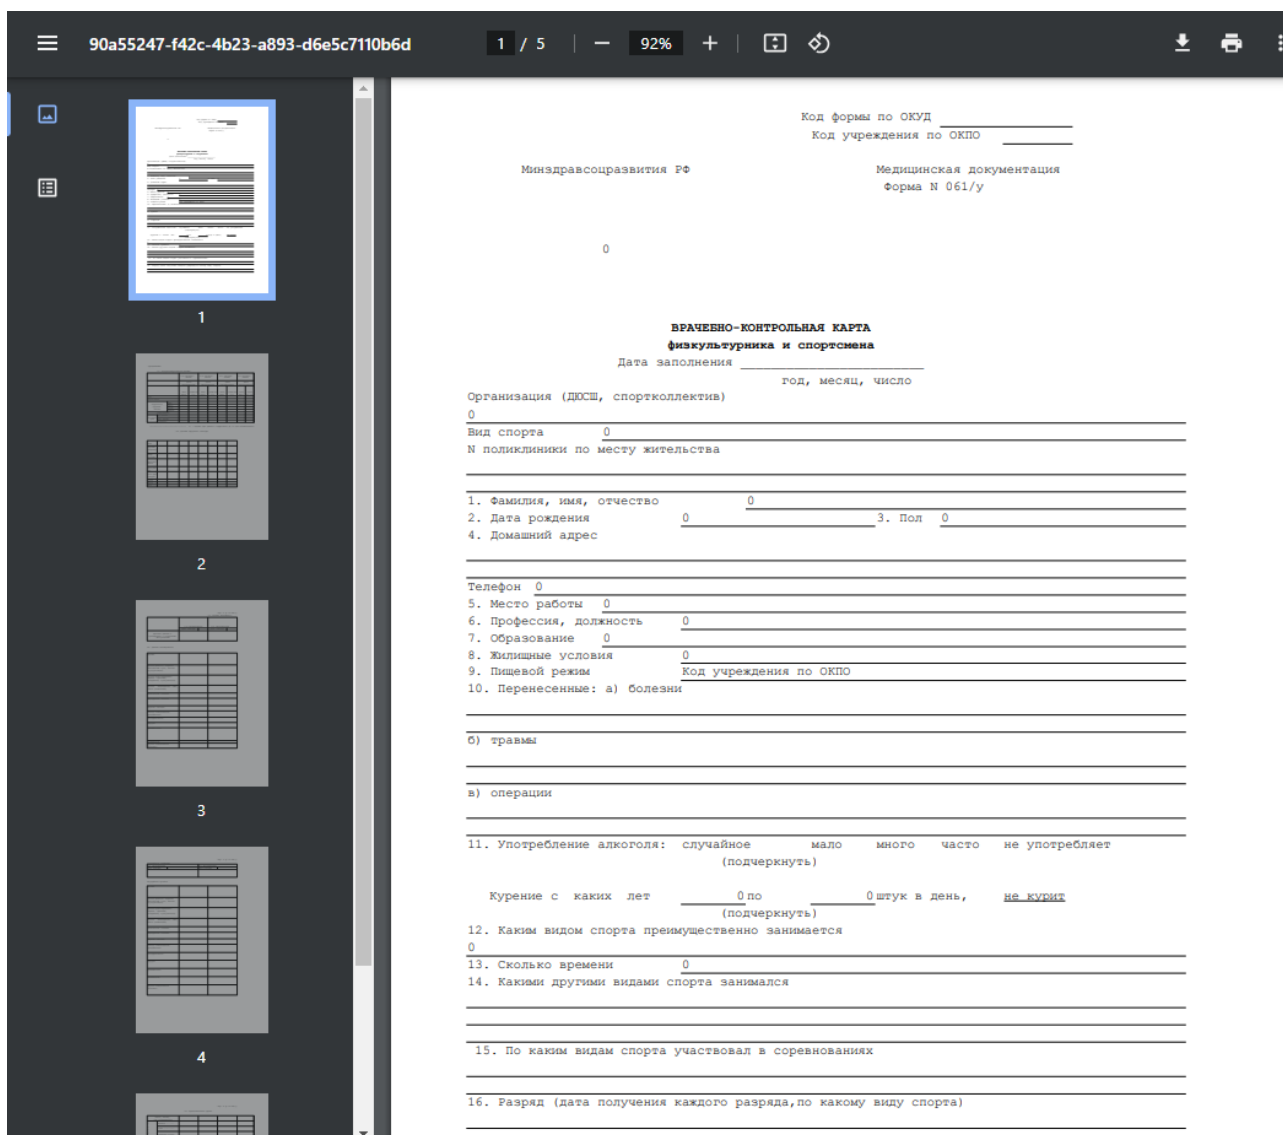 90a55247-f42c-4b23-a893-d6e5c7110b6d
1 / 5
92%
Код формы по ОКУД
Код учреждения по ОКПО
Минздравсоцразвития РФ Медицинская документация
Форма N 061/у
0
ВРАЧЕБНО-КОНТРОЛЬНАЯ КАРТА
физкультурника и спортсмена
Дата заполнения
год, месяц, число
Организация (ДЮСШ, спортколлектив)
0
Вид спорта 0
N поликлиники по месту жительства
1. Фамилия, имя, отчество 0
2. Дата рождения 0 3. Пол 0
4. Домашний адрес
Телефон 0
5. Место работы 0
6. Профессия, должность 0
7. Образование 0
8. Жилищные условия 0
9. Пищевой режим Код учреждения по ОКПО
10. Перенесенные: а) болезни
б) травмы
в) операции
11. Употребление алкоголя: случайное мало много часто не употребляет
(подчеркнуть)
Курение с каких лет 0 по 0 штук в день, не курит
(подчеркнуть)
12. Каким видом спорта преимущественно занимается
0
13. Сколько времени 0
14. Какими другими видами спорта занимался
15. По каким видам спорта участвовал в соревнованиях
16. Разряд (дата получения каждого разряда,по какому виду спорта)
1
2
3
4